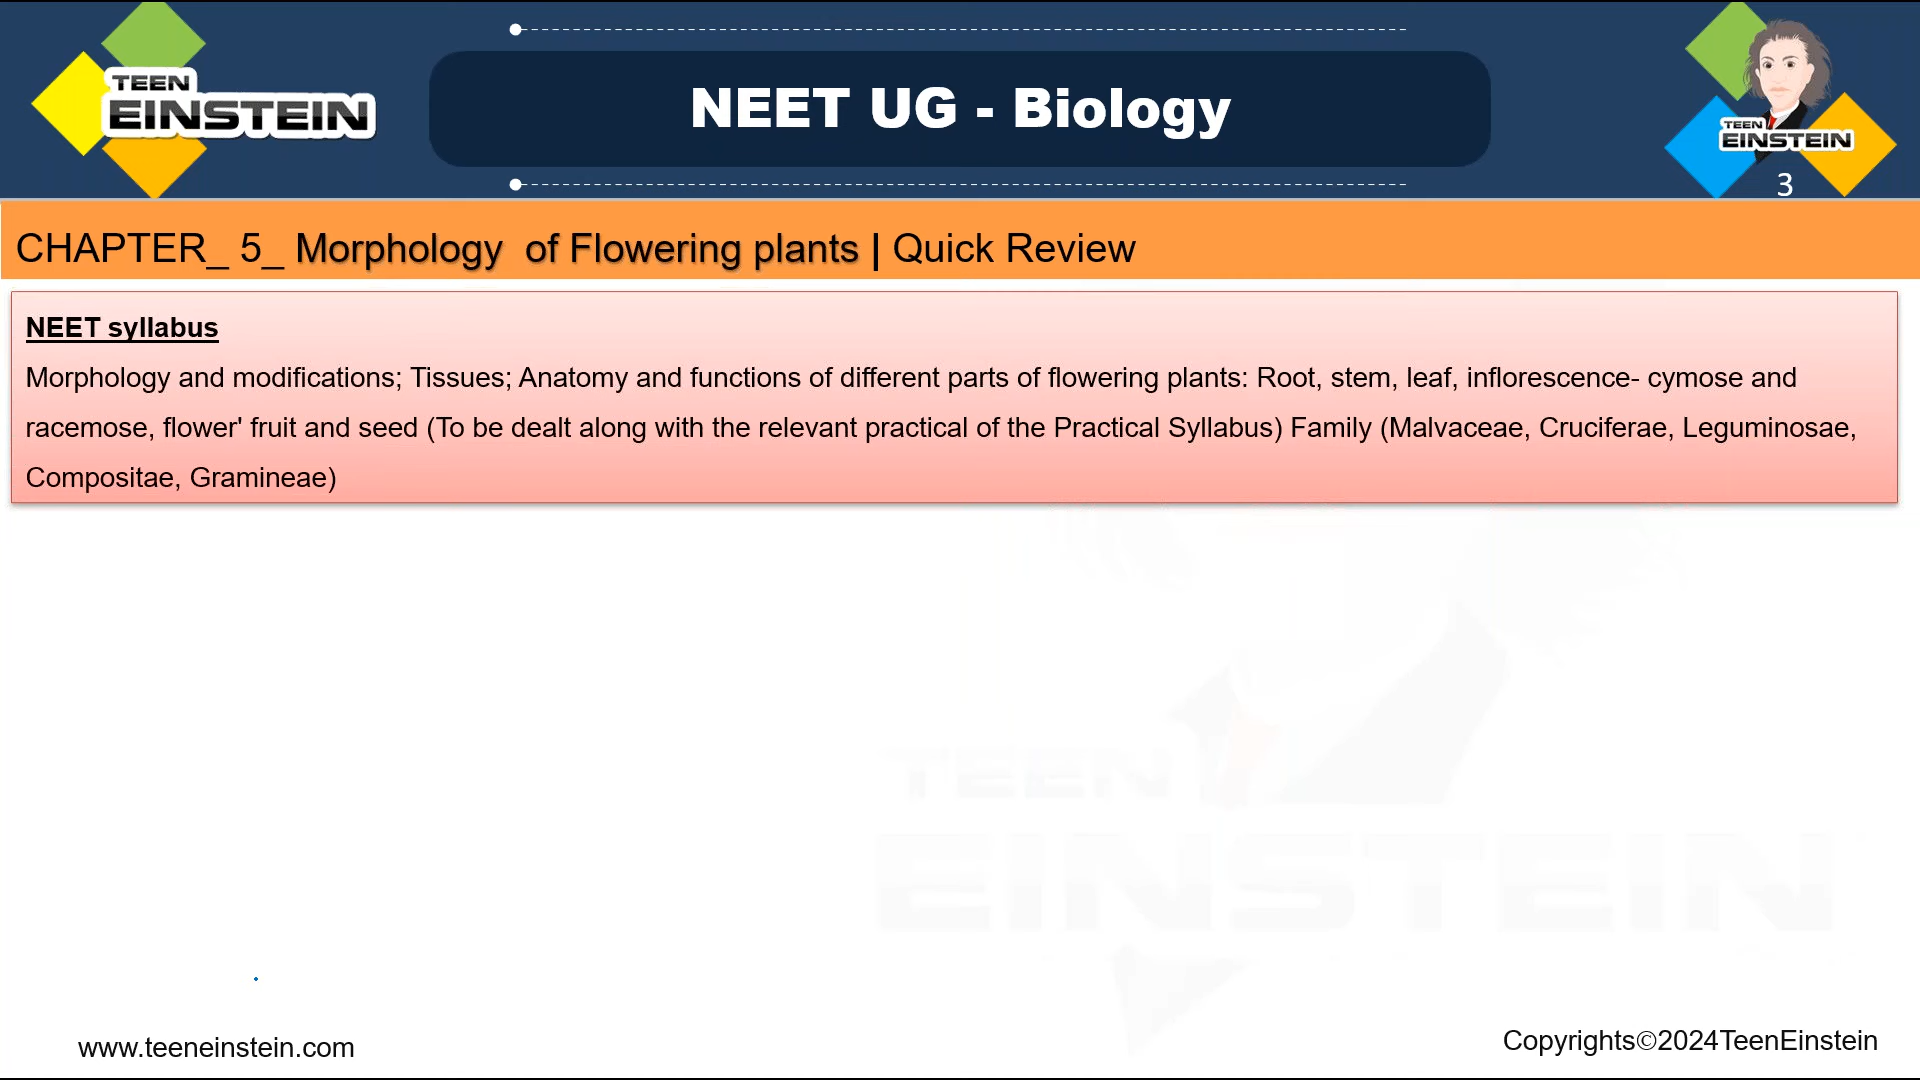 TEEN
EINSTEIN
NEET UG - Biology
TEEN
EINSTEIN
3
CHAPTER_ 5_ Morphology of Flowering plants | Quick Review
NEET syllabus
Morphology and modifications; Tissues; Anatomy and functions of different parts of flowering plants: Root, stem, leaf, inflorescence- cymose and
racemose, flower' fruit and seed (To be dealt along with the relevant practical of the Practical Syllabus) Family (Malvaceae, Cruciferae, Leguminosae,
Compositae, Gramineae)
TEEN
EINSTEIN
www.teeneinstein.com
Copyrights©2024TeenEinstein